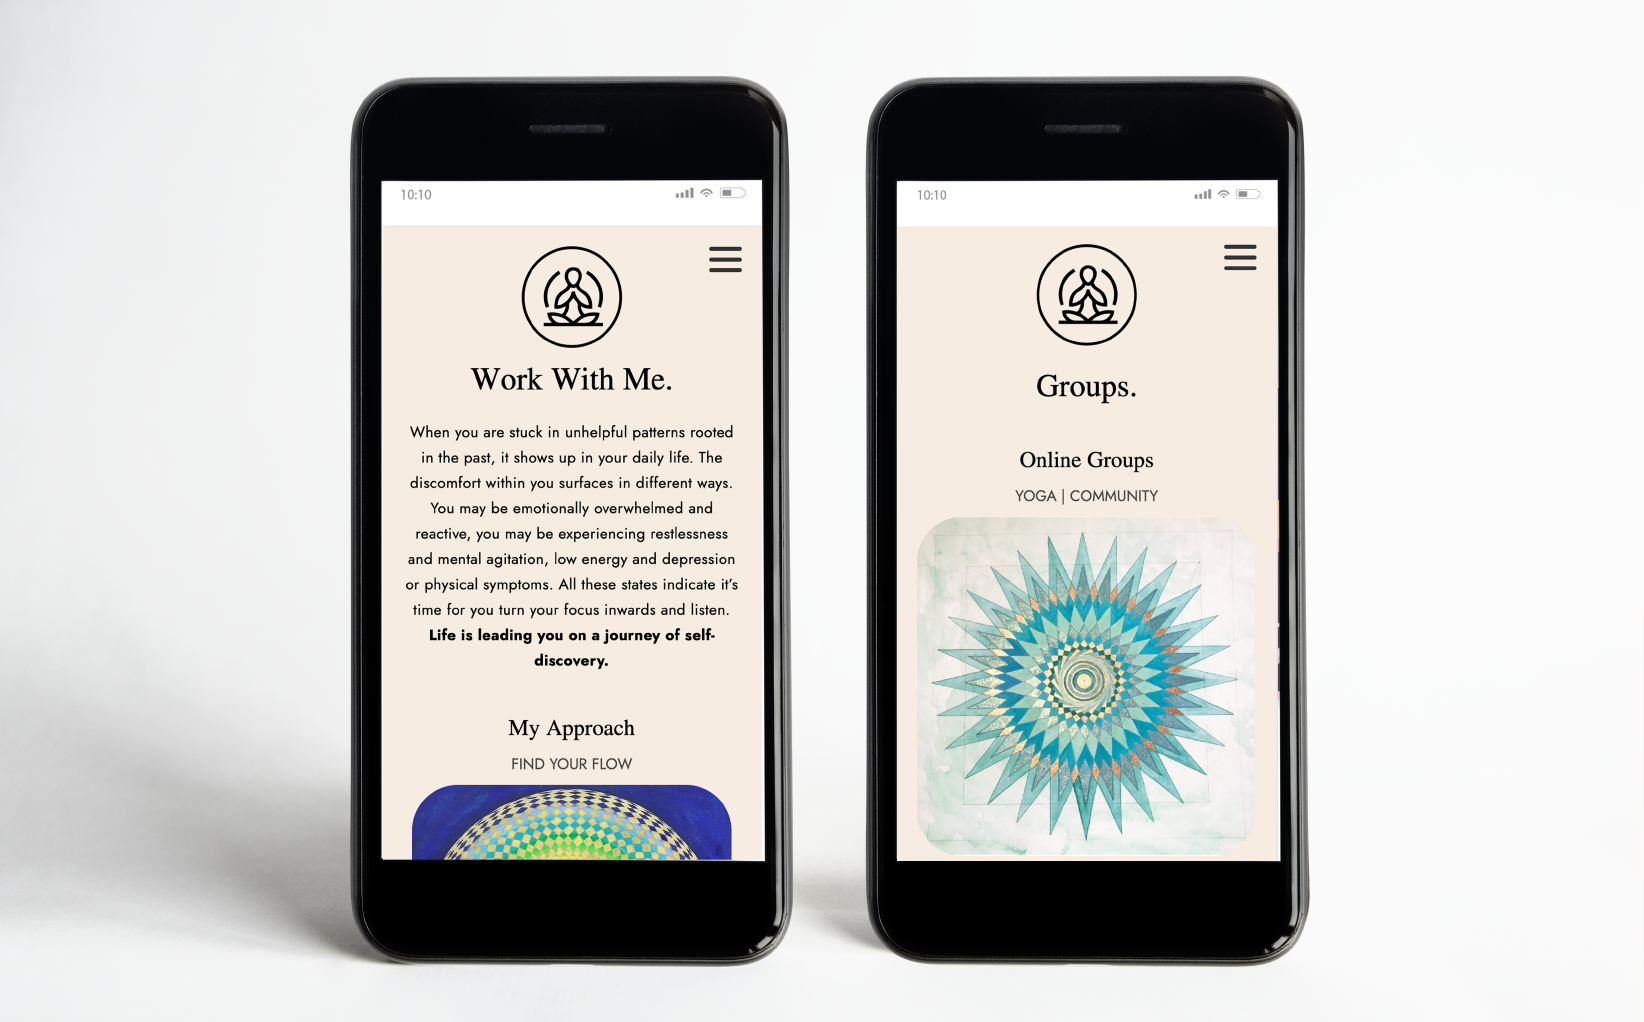 10:10
Work With Me.
When you are stuck in unhelpful patterns rooted
in the past, it shows up in your daily life. The
discomfort within you surfaces in different ways.
You may be emotionally overwhelmed and
reactive, you may be experiencing restlessness
and mental agitation, low energy and depression
or physical symptoms. All these states indicate it's
time for you turn your focus inwards and listen.
Life is leading you on a journey of self-
discovery.
My Approach
FIND YOUR FLOW
10:10
Groups.
Online Groups
YOGA | COMMUNITY